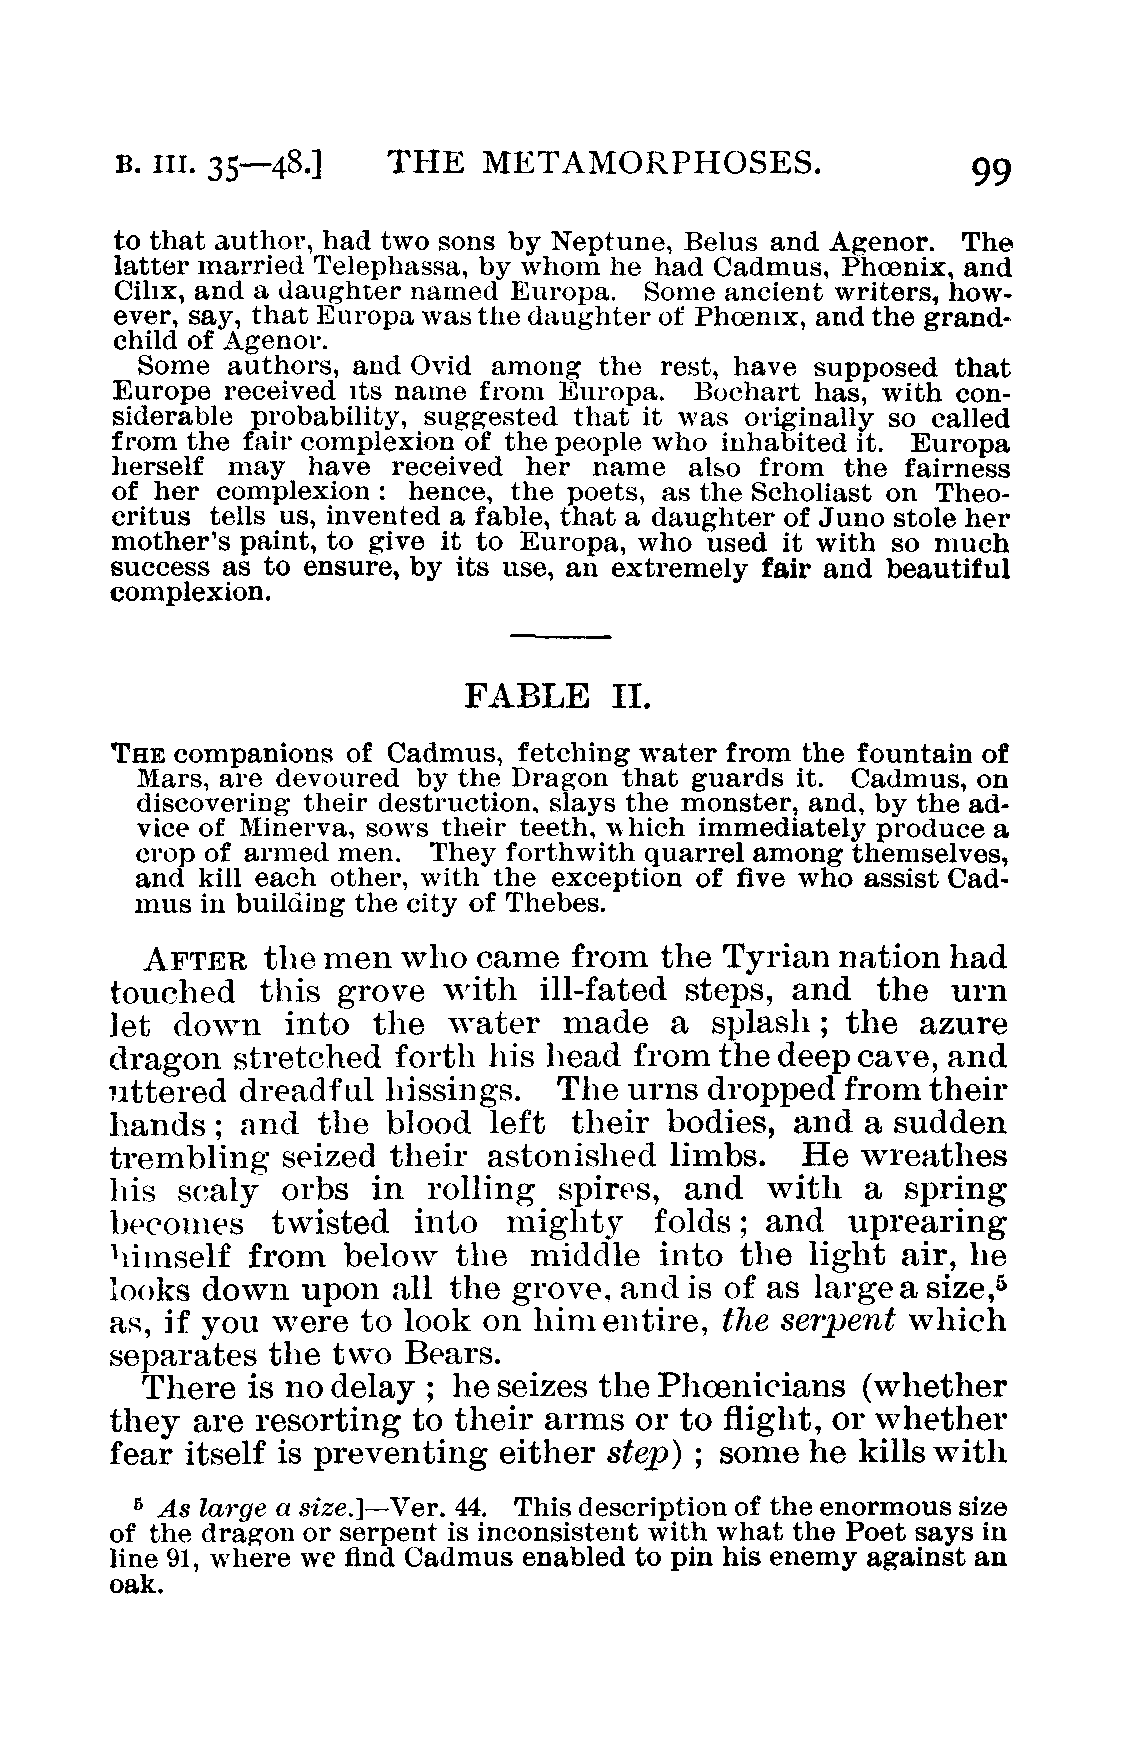 B. III. 35—48.] THE METAMORPHOSES. 99
to that author, had two sons by Neptune, Belus and Agenor. The
latter married Telephassa, by whom he had Cadmus, Phœnix, and
Cilix, and a daughter named Europa. Some ancient writers, how-
ever, say, that Europa was the daughter of Phœnix, and the grand-
child of Agenor.
Some authors, and Ovid among the rest, have supposed that
Europe received its name from Europa. Bochart has, with con-
siderable probability, suggested that it was originally so called
from the fair complexion of the people who inhabited it. Europa
herself may have received her name also from the fairness
of her complexion : hence, the poets, as the Scholiast on Theo-
critus tells us, invented a fable, that a daughter of Juno stole her
mother's paint, to give it to Europa, who used it with so much
success as to ensure, by its use, an extremely fair and beautiful
complexion.
FABLE II.
THE companions of Cadmus, fetching water from the fountain of
Mars, are devoured by the Dragon that guards it. Cadmus, on
discovering their destruction, slays the monster, and, by the ad-
vice of Minerva, sows their teeth, which immediately produce a
crop of armed men. They forthwith quarrel among themselves,
and kill each other, with the exception of five who assist Cad-
mus in building the city of Thebes.
AFTER the men who came from the Tyrian nation had
touched this grove with ill-fated steps, and the urn
let down into the water made a splash ; the azure
dragon stretched forth his head from the deep cave, and
uttered dreadful hissings. The urns dropped from their
hands ; and the blood left their bodies, and a sudden
trembling seized their astonished limbs. He wreathes
his scaly orbs in rolling spires, and with a spring
becomes twisted into mighty folds ; and uprearing
himself from below the middle into the light air, he
looks down upon all the grove, and is of as large a size,⁵
as, if you were to look on him entire, the serpent which
separates the two Bears.
There is no delay ; he seizes the Phœnicians (whether
they are resorting to their arms or to flight, or whether
fear itself is preventing either step) ; some he kills with
⁵ As large a size.]—Ver. 44. This description of the enormous size
of the dragon or serpent is inconsistent with what the Poet says in
line 91, where we find Cadmus enabled to pin his enemy against an
oak.